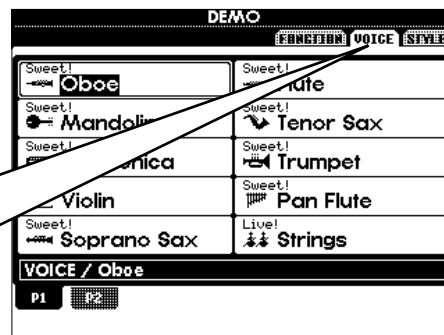 DEMO
FUNCTION VOICE STYLE
Sweet!
Oboe
Sweet!
Sweet!
Mandolin
Sweet!
Tenor Sax
Sweet!
Sweet!
Trumpet
Violin
Sweet!
Pan Flute
Sweet!
Soprano Sax
Live!
Strings
VOICE / Oboe
P1 P2